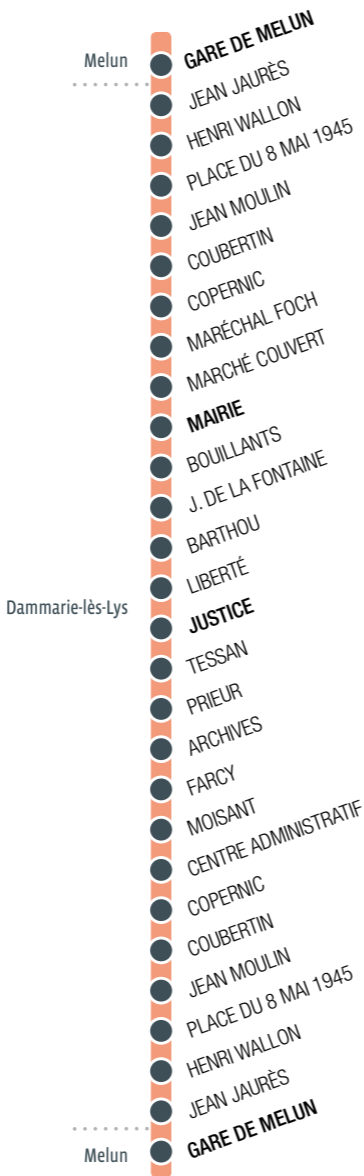 Melun
GARE DE MELUN
JEAN JAURÈS
HENRI WALLON
PLACE DU 8 MAI 1945
JEAN MOULIN
COUBERTIN
COPERNIC
MARÉCHAL FOCH
MARCHÉ COUVERT
MAIRIE
BOUILLANTS
J. DE LA FONTAINE
BARTHOU
LIBERTÉ
Dammarie-lès-Lys
JUSTICE
TESSAN
PRIEUR
ARCHIVES
FARCY
MOISANT
CENTRE ADMINISTRATIF
COPERNIC
COUBERTIN
JEAN MOULIN
PLACE DU 8 MAI 1945
HENRI WALLON
JEAN JAURÈS
Melun
GARE DE MELUN